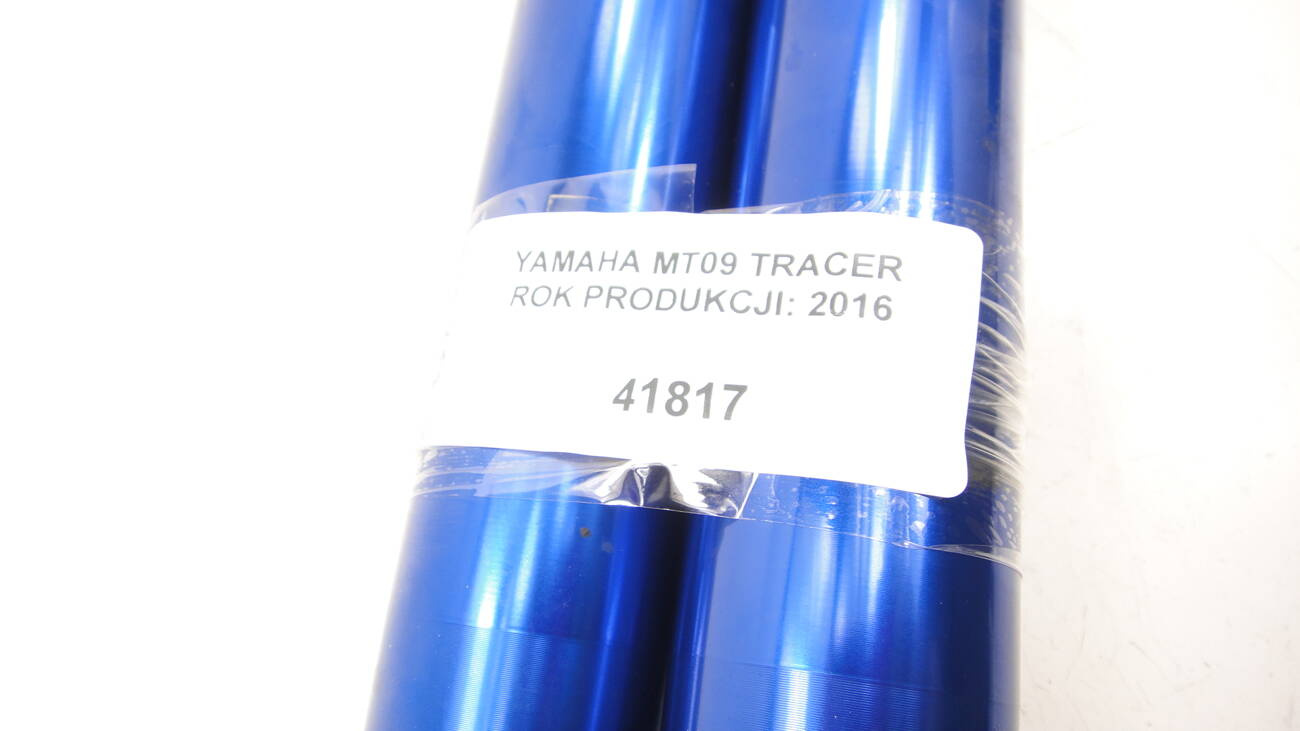 YAMAHA MT09 TRACER
ROK PRODUKCJI: 2016
41817